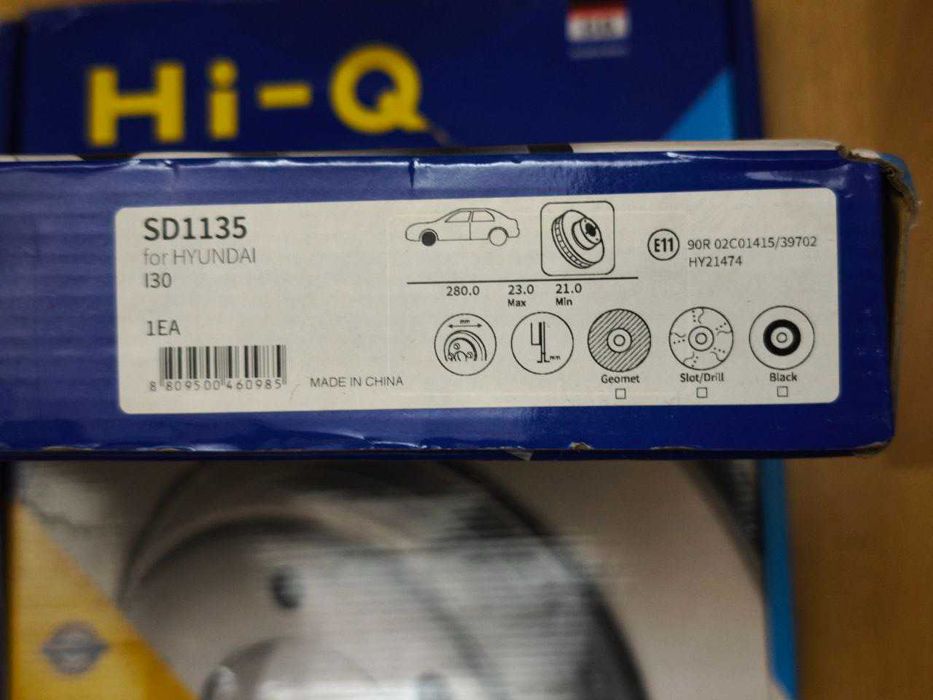 Hi-Q
SD1135
for HYUNDAI
I30
1EA
8 809500 460985
MADE IN CHINA
280.0
23.0
Max
21.0
Min
E11
90R 02C01415/39702
HY21474
mm
mm
Geomet
Slot/Drill
Black